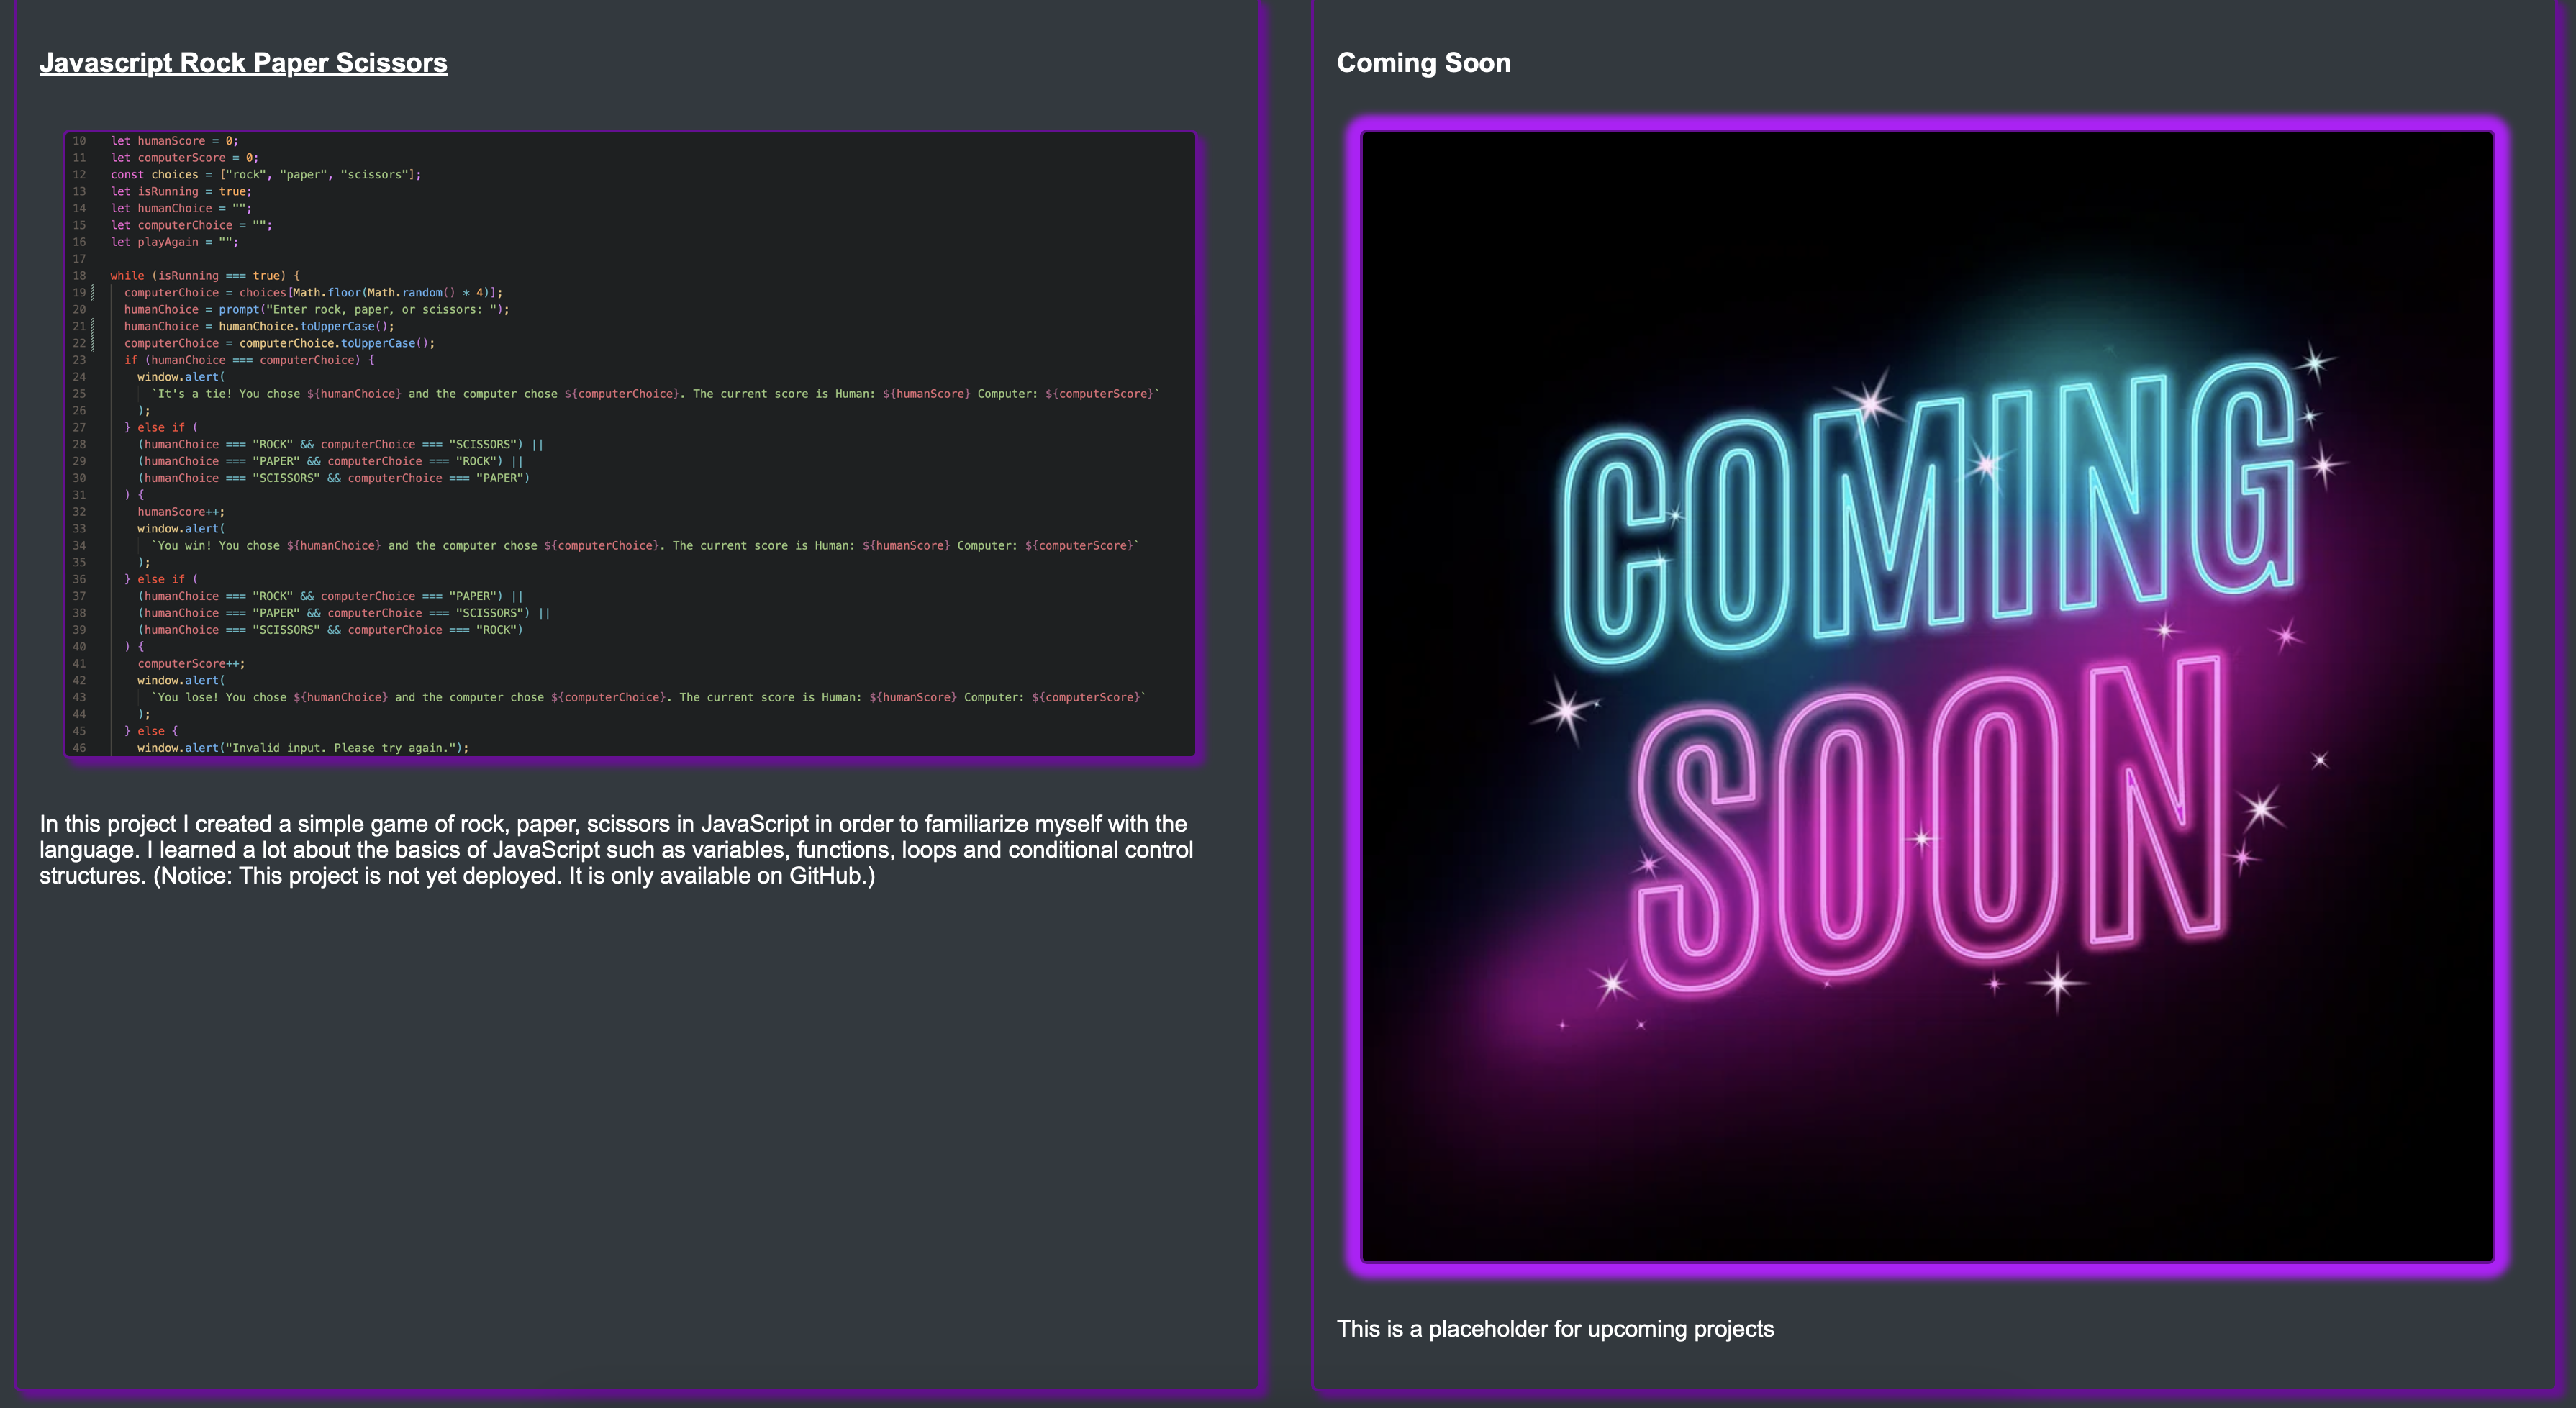 Javascript Rock Paper Scissors
10 let humanScore = 0;
11 let computerScore = 0;
12 const choices = ["rock", "paper", "scissors"];
13 let isRunning = true;
14 let humanChoice = "";
15 let computerChoice = "";
16 let playAgain = "";
17
18 while (isRunning === true) {
19 computerChoice = choices[Math.floor(Math.random() * 4)];
20 humanChoice = prompt("Enter rock, paper, or scissors: ");
21 humanChoice = humanChoice.toUpperCase();
22 computerChoice = computerChoice.toUpperCase();
23 if (humanChoice === computerChoice) {
24 window.alert(
25 `It's a tie! You chose ${humanChoice} and the computer chose ${computerChoice}. The current score is Human: ${humanScore} Computer: ${computerScore}`
26 );
27 } else if (
28 (humanChoice === "ROCK" && computerChoice === "SCISSORS") ||
29 (humanChoice === "PAPER" && computerChoice === "ROCK") ||
30 (humanChoice === "SCISSORS" && computerChoice === "PAPER")
31 ) {
32 humanScore++;
33 window.alert(
34 `You win! You chose ${humanChoice} and the computer chose ${computerChoice}. The current score is Human: ${humanScore} Computer: ${computerScore}`
35 );
36 } else if (
37 (humanChoice === "ROCK" && computerChoice === "PAPER") ||
38 (humanChoice === "PAPER" && computerChoice === "SCISSORS") ||
39 (humanChoice === "SCISSORS" && computerChoice === "ROCK")
40 ) {
41 computerScore++;
42 window.alert(
43 `You lose! You chose ${humanChoice} and the computer chose ${computerChoice}. The current score is Human: ${humanScore} Computer: ${computerScore}`
44 );
45 } else {
46 window.alert("Invalid input. Please try again.");
In this project I created a simple game of rock, paper, scissors in JavaScript in order to familiarize myself with the
language. I learned a lot about the basics of JavaScript such as variables, functions, loops and conditional control
structures. (Notice: This project is not yet deployed. It is only available on GitHub.)
Coming Soon
COMING
SOON
This is a placeholder for upcoming projects